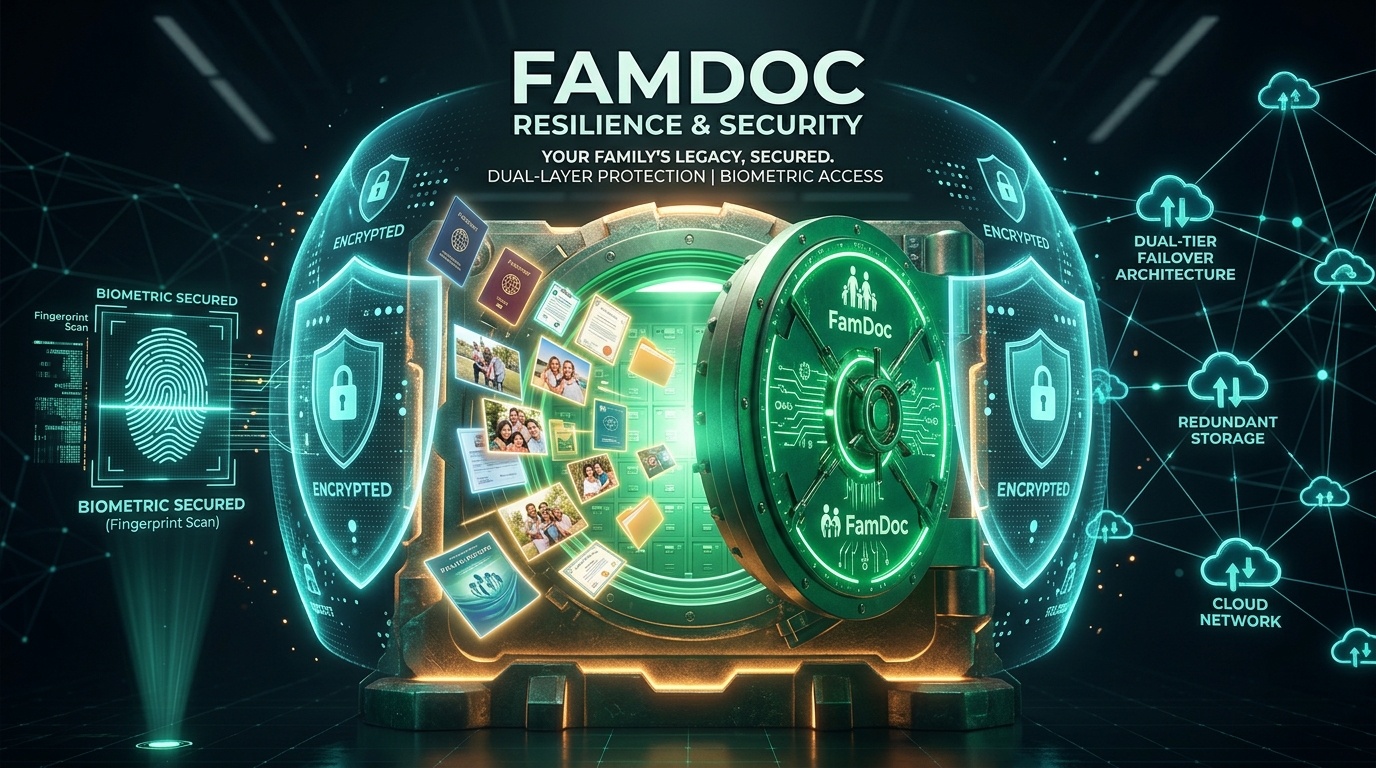 FAMDOC
RESILIENCE & SECURITY
YOUR FAMILY'S LEGACY, SECURED.
DUAL-LAYER PROTECTION | BIOMETRIC ACCESS
BIOMETRIC SECURED
Fingerprint
Scan
BIOMETRIC SECURED
(Fingerprint Scan)
ENCRYPTED
ENCRYPTED
FamDoc
FamDoc
ENCRYPTED
ENCRYPTED
DUAL-TIER
FAILOVER
ARCHITECTURE
REDUNDANT
STORAGE
CLOUD
NETWORK